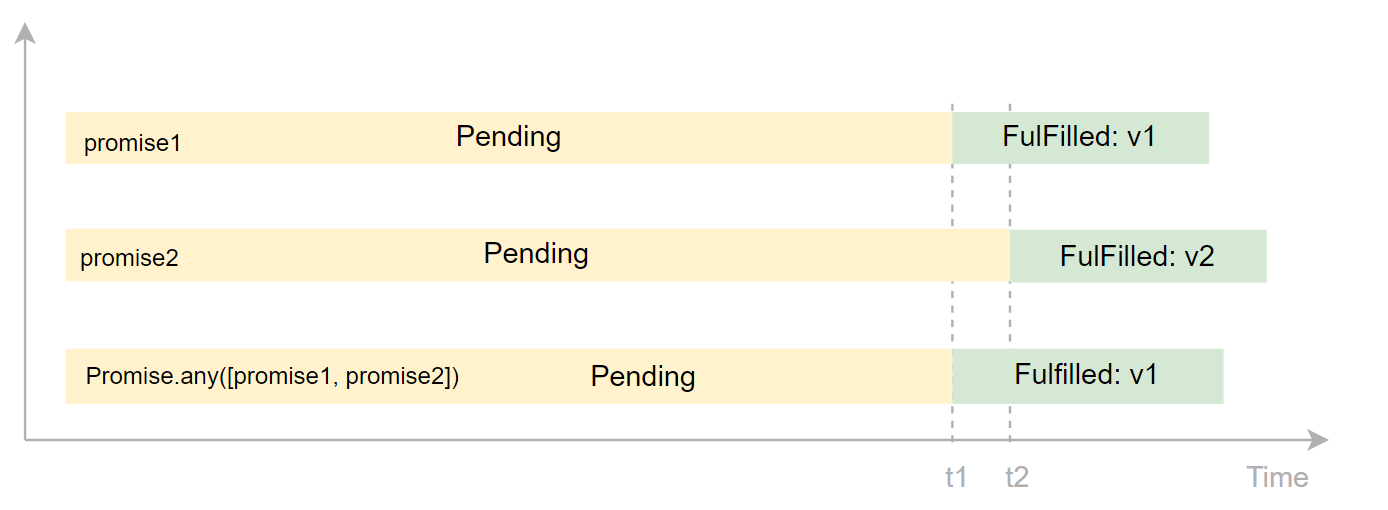 promise1
Pending
FulFilled: v1
promise2
Pending
FulFilled: v2
Promise.any([promise1, promise2])
Pending
Fulfilled: v1
t1
t2
Time